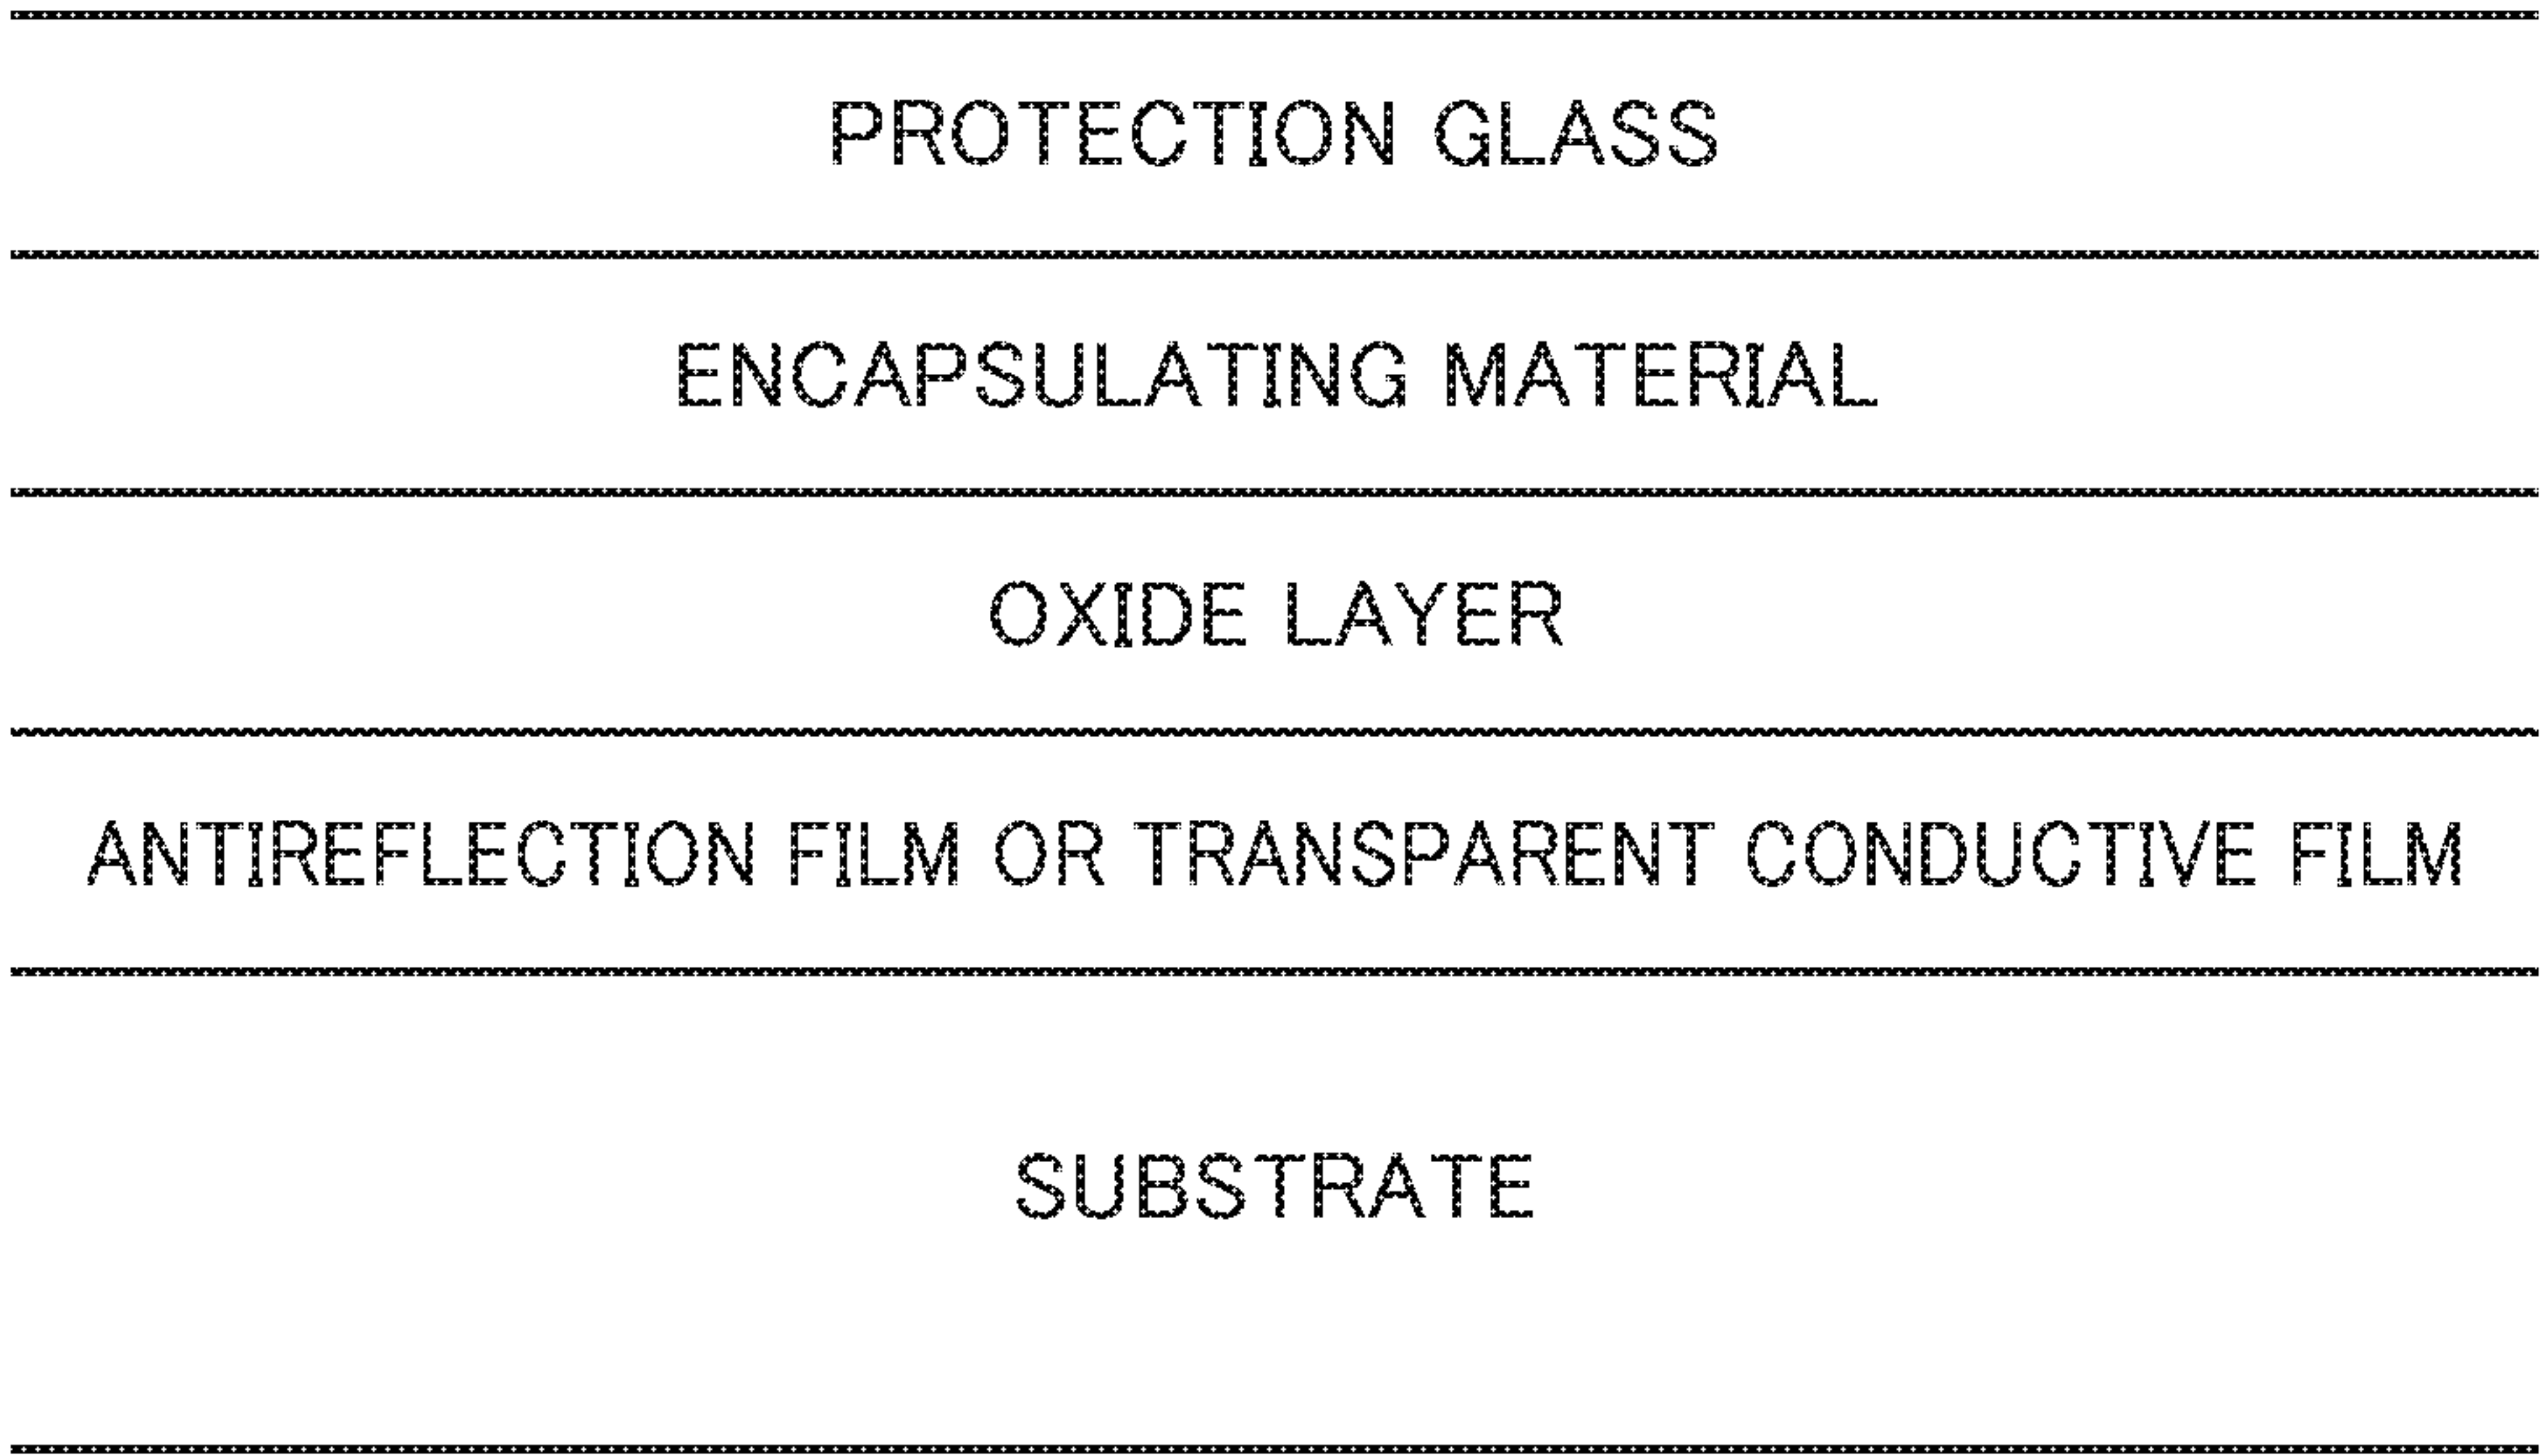 PROTECTION GLASS
ENCAPSULATING MATERIAL
OXIDE LAYER
ANTIREFLECTION FILM OR TRANSPARENT CONDUCTIVE FILM
SUBSTRATE